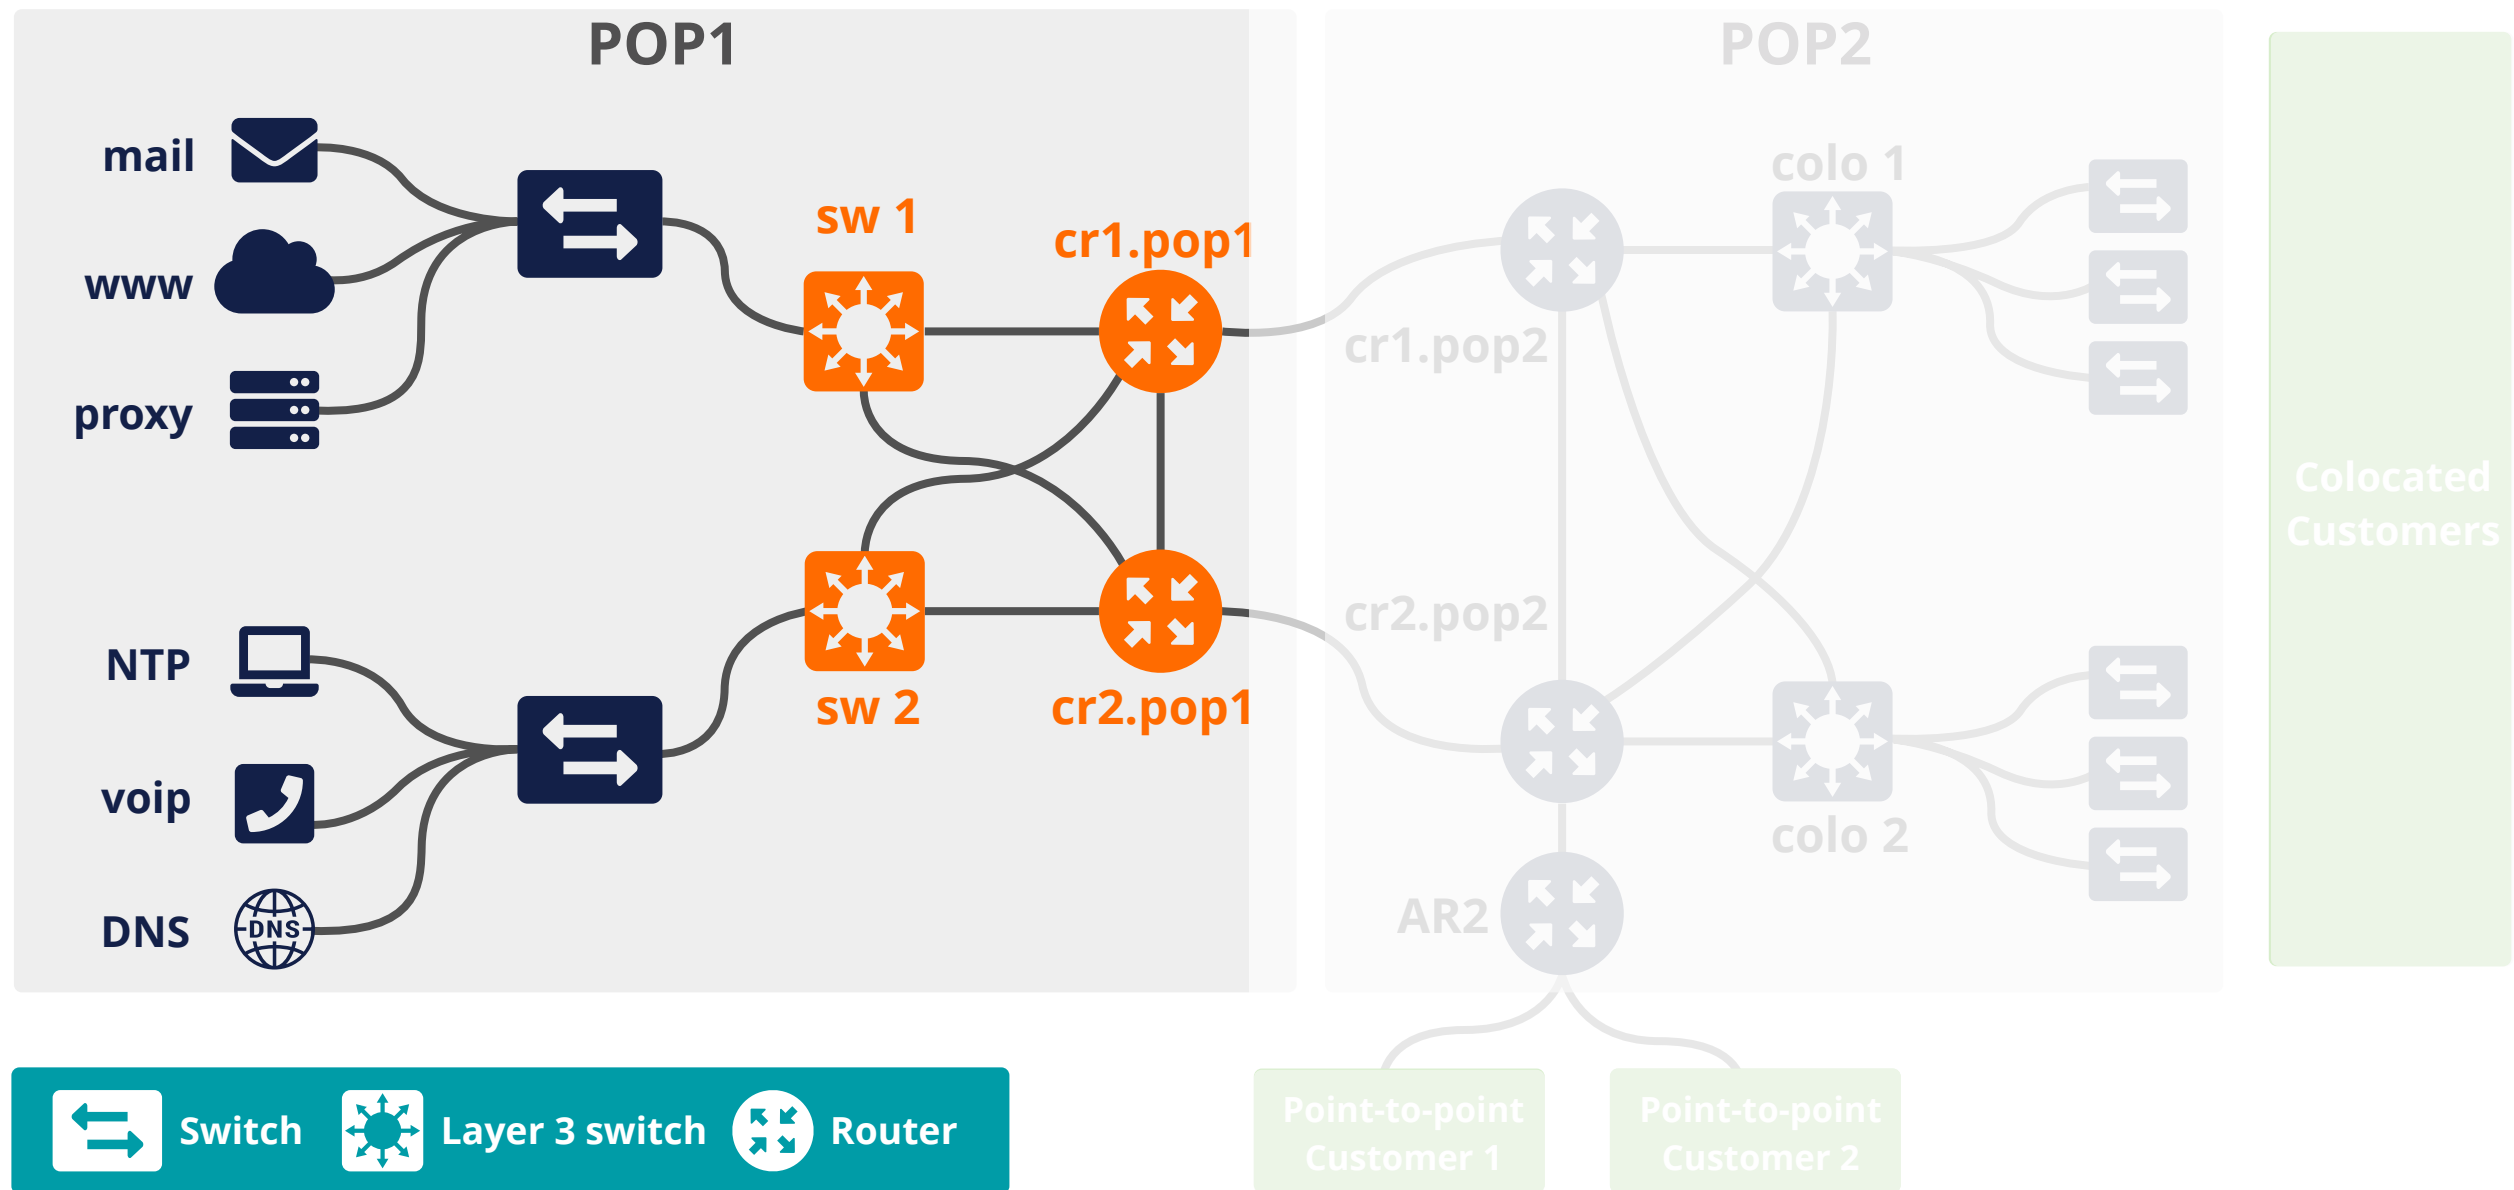 POP1
POP2
mail
www
proxy
NTP
voip
DNS
DNS
sw 1
cr1.pop1
sw 2
cr2.pop1
cr1.pop2
cr2.pop2
AR2
colo 1
colo 2
Colocated
Customers
Switch
Layer 3 switch
Router
Point-to-point
Customer 1
Point-to-point
Customer 2